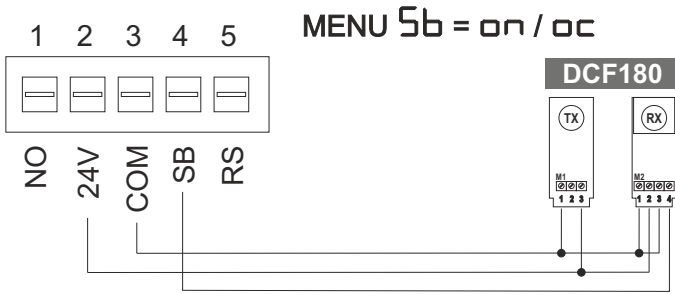 MENU Sb = on / oc
1 2 3 4 5
DCF180
TX
RX
NO
24V
COM
SB
RS
M1
M2
1 2 3
1 2 3 4